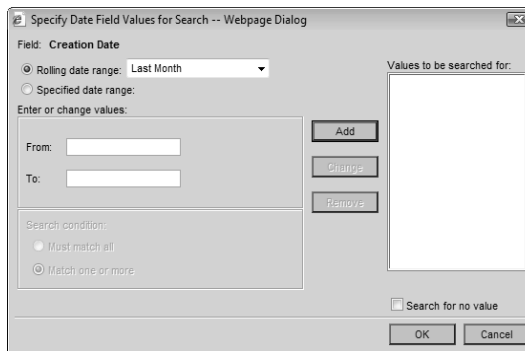 Specify Date Field Values for Search -- Webpage Dialog
Field: Creation Date
Rolling date range: Last Month
Specified date range:
Enter or change values:
From:
To:
Search condition:
Must match all
Match one or more
Add
Change
Remove
Values to be searched for:
Search for no value
OK
Cancel